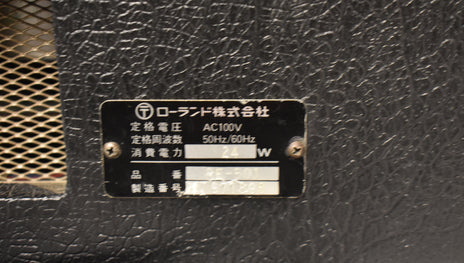 〒 ローランド株式会社
定格電圧 AC100V
定格周波数 50Hz/60Hz
消費電力 24 W
品番
製造番号